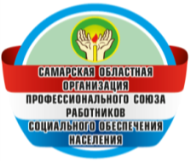 САМАРСКАЯ ОБЛАСТНАЯ
ОРГАНИЗАЦИЯ
ПРОФЕССИОНАЛЬНОГО СОЮЗА
РАБОТНИКОВ
СОЦИАЛЬНОГО ОБЕСПЕЧЕНИЯ
НАСЕЛЕНИЯ